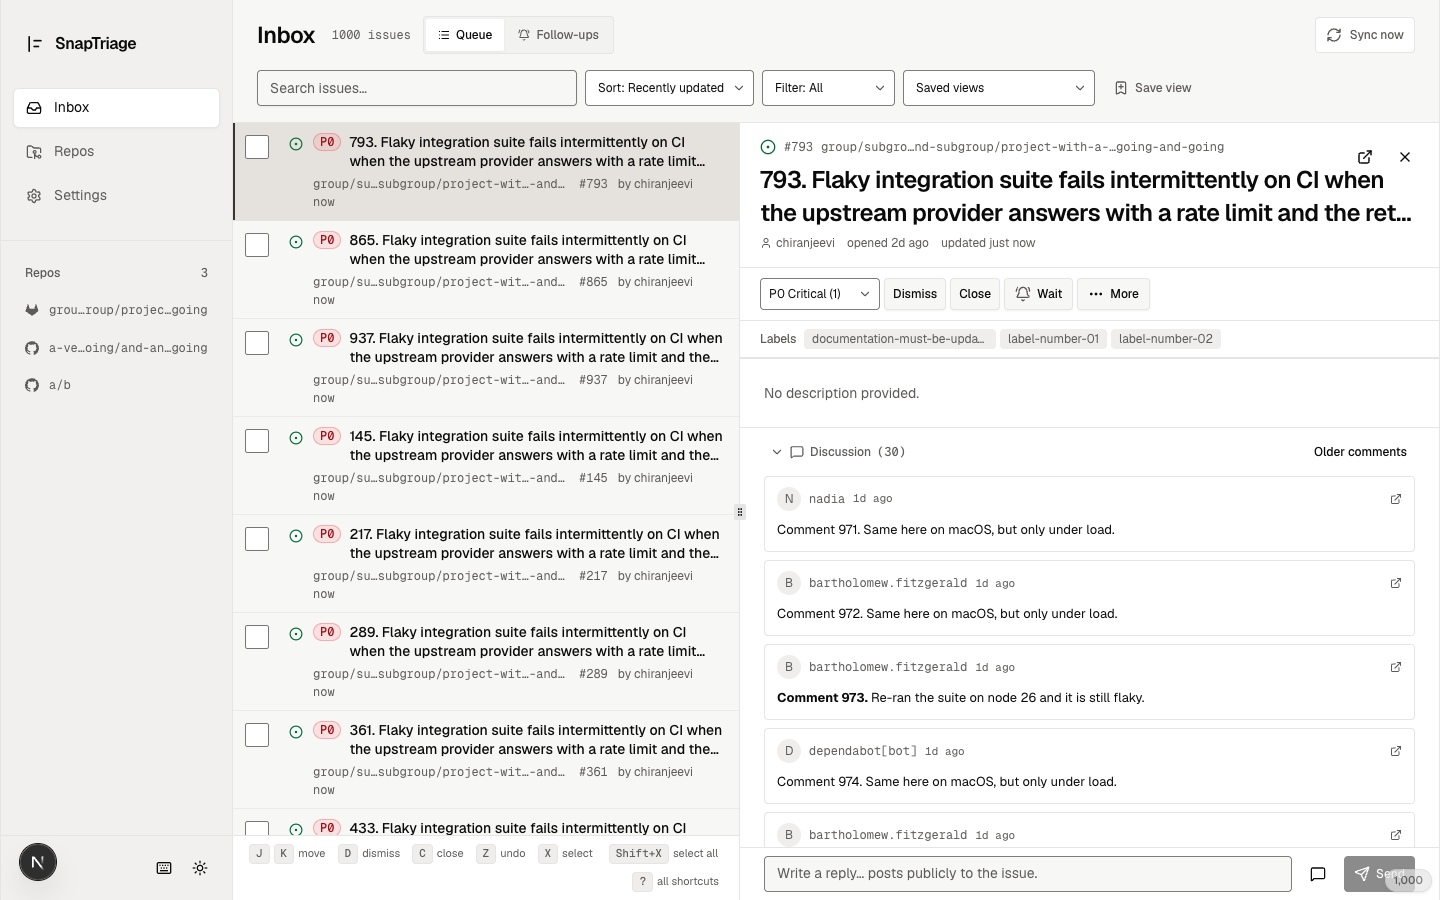 SnapTriage
Inbox
Repos
Settings
Repos 3
grou…roup/projec…going
a-ve…oing/and-an…going
a/b
N
Inbox 1000 issues Queue Follow-ups Sync now
Search issues… Sort: Recently updated Filter: All Saved views Save view
P0 793. Flaky integration suite fails intermittently on CI
when the upstream provider answers with a rate limit…
group/su…subgroup/project-wit…-and… #793 by chiranjeevi
now
P0 865. Flaky integration suite fails intermittently on CI
when the upstream provider answers with a rate limit…
group/su…subgroup/project-wit…-and… #865 by chiranjeevi
now
P0 937. Flaky integration suite fails intermittently on CI when
the upstream provider answers with a rate limit and the…
group/su…subgroup/project-wit…-and… #937 by chiranjeevi
now
P0 145. Flaky integration suite fails intermittently on CI when
the upstream provider answers with a rate limit and the…
group/su…subgroup/project-wit…-and… #145 by chiranjeevi
now
P0 217. Flaky integration suite fails intermittently on CI when
the upstream provider answers with a rate limit and the…
group/su…subgroup/project-wit…-and… #217 by chiranjeevi
now
P0 289. Flaky integration suite fails intermittently on CI
when the upstream provider answers with a rate limit…
group/su…subgroup/project-wit…-and… #289 by chiranjeevi
now
P0 361. Flaky integration suite fails intermittently on CI when
the upstream provider answers with a rate limit and the…
group/su…subgroup/project-wit…-and… #361 by chiranjeevi
now
P0 433. Flaky integration suite fails intermittently on CI
J K move D dismiss C close Z undo X select Shift+X select all
? all shortcuts
#793 group/subgro…nd-subgroup/project-with-a-…going-and-going
793. Flaky integration suite fails intermittently on CI when
the upstream provider answers with a rate limit and the ret…
chiranjeevi opened 2d ago updated just now
P0 Critical (1) Dismiss Close Wait More
Labels documentation-must-be-upda… label-number-01 label-number-02
No description provided.
Discussion (30) Older comments
N nadia 1d ago
Comment 971. Same here on macOS, but only under load.
B bartholomew.fitzgerald 1d ago
Comment 972. Same here on macOS, but only under load.
B bartholomew.fitzgerald 1d ago
Comment 973. Re-ran the suite on node 26 and it is still flaky.
D dependabot[bot] 1d ago
Comment 974. Same here on macOS, but only under load.
B bartholomew.fitzgerald 1d ago
Write a reply… posts publicly to the issue. Send
1,000